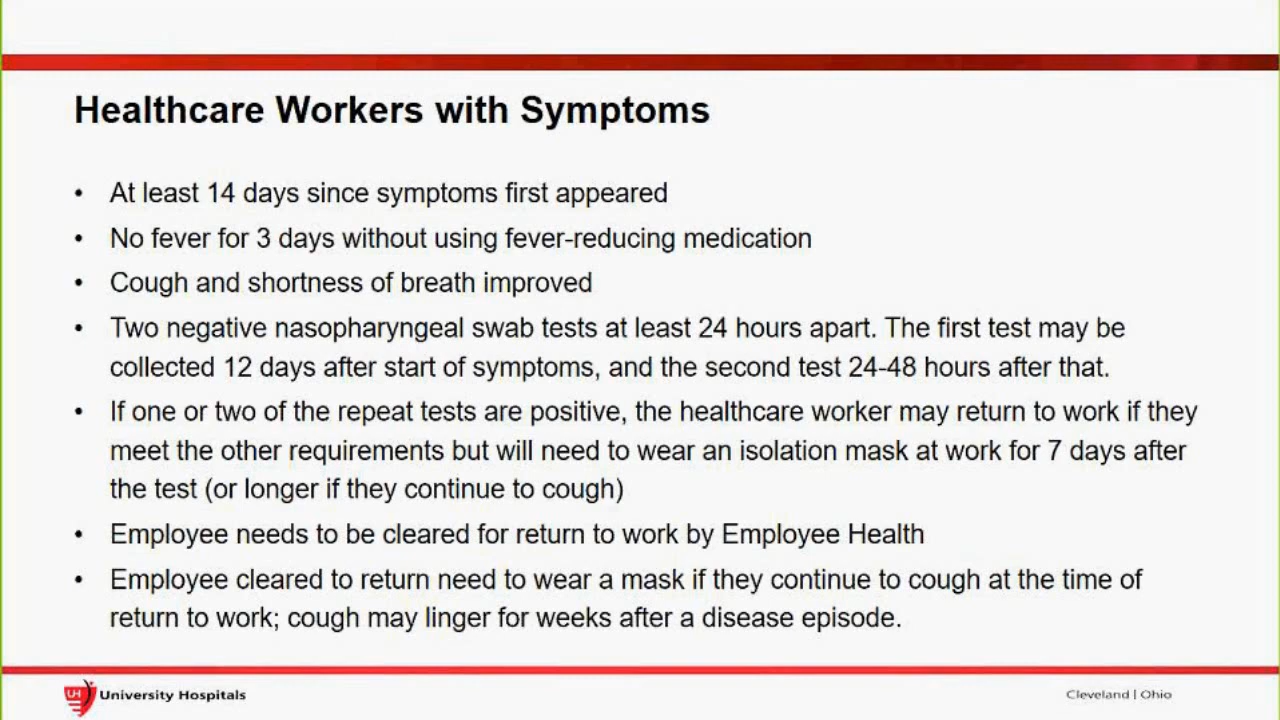 Healthcare Workers with Symptoms
• At least 14 days since symptoms first appeared
• No fever for 3 days without using fever-reducing medication
• Cough and shortness of breath improved
• Two negative nasopharyngeal swab tests at least 24 hours apart. The first test may be
collected 12 days after start of symptoms, and the second test 24-48 hours after that.
• If one or two of the repeat tests are positive, the healthcare worker may return to work if they
meet the other requirements but will need to wear an isolation mask at work for 7 days after
the test (or longer if they continue to cough)
• Employee needs to be cleared for return to work by Employee Health
• Employee cleared to return need to wear a mask if they continue to cough at the time of
return to work; cough may linger for weeks after a disease episode.
UH University Hospitals
Cleveland | Ohio